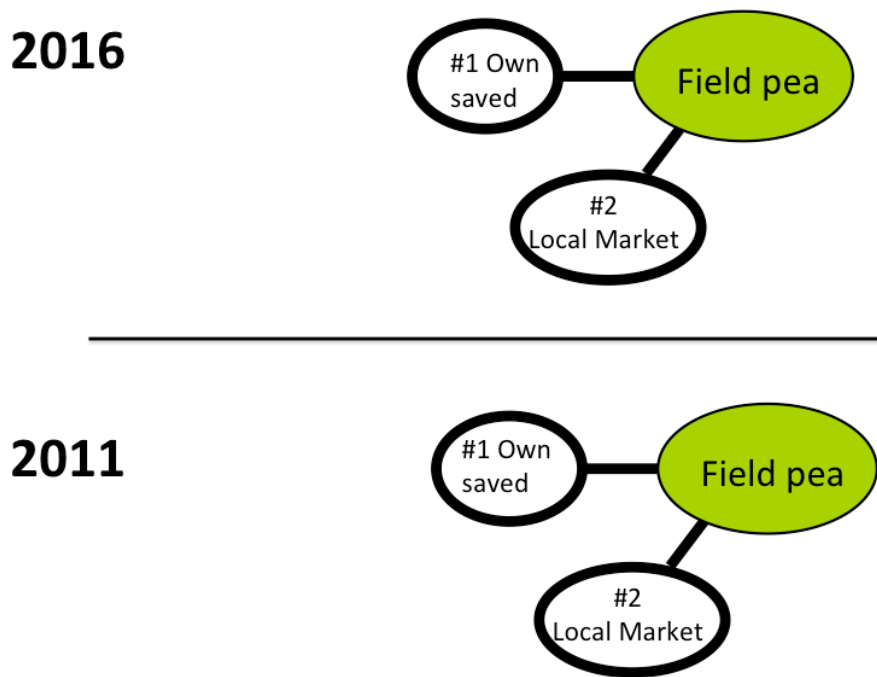 2016
#1 Own
saved
Field pea
#2
Local Market
2011
#1 Own
saved
Field pea
#2
Local Market